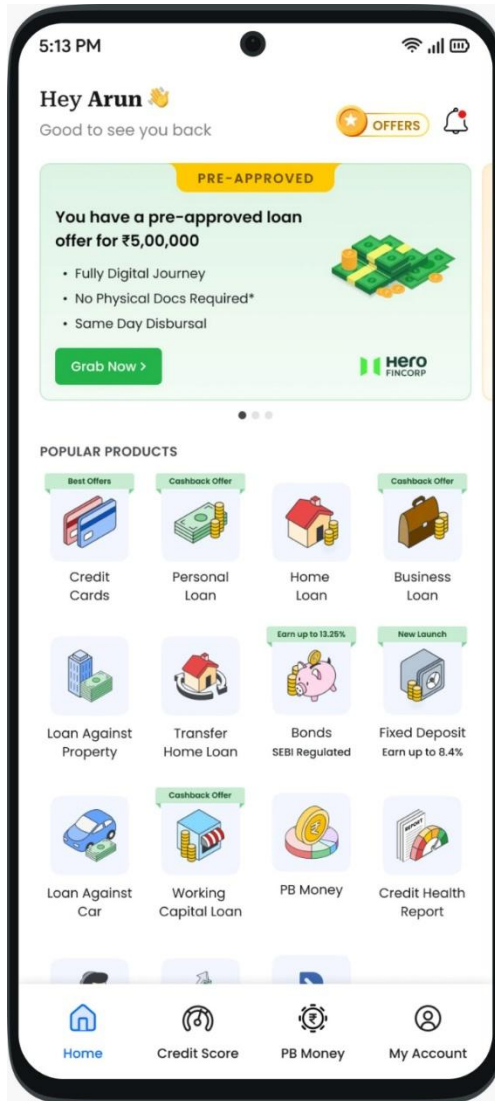 5:13 PM
Hey Arun 👋
Good to see you back
OFFERS
PRE-APPROVED
You have a pre-approved loan
offer for ₹5,00,000
• Fully Digital Journey
• No Physical Docs Required*
• Same Day Disbursal
Grab Now >
Hero
FINCORP
POPULAR PRODUCTS
Best Offers
Cashback Offer
Cashback Offer
Credit
Cards
Personal
Loan
Home
Loan
Business
Loan
Earn up to 13.25%
New Launch
Loan Against
Property
Transfer
Home Loan
Bonds
SEBI Regulated
Fixed Deposit
Earn up to 8.4%
Cashback Offer
REPORT
Loan Against
Car
Working
Capital Loan
PB Money
Credit Health
Report
Home
Credit Score
PB Money
My Account